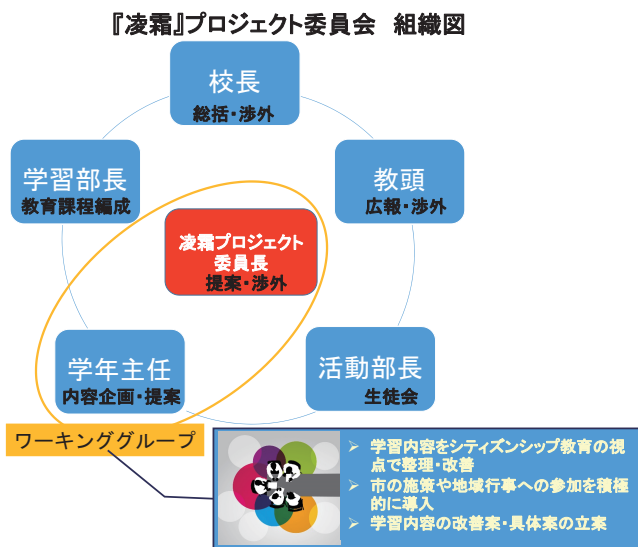 『凌霜』プロジェクト委員会　組織図
校長
総括・渉外
学習部長
教育課程編成
教頭
広報・渉外
凌霜プロジェクト
委員長
提案・渉外
学年主任
内容企画・提案
活動部長
生徒会
ワーキンググループ
➢ 学習内容をシティズンシップ教育の視
点で整理・改善
➢ 市の施策や地域行事への参加を積極
的に導入
➢ 学習内容の改善案・具体案の立案